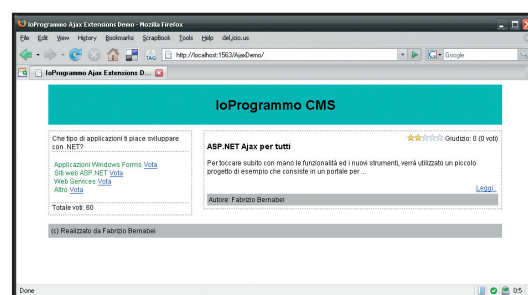 IoProgrammo Ajax Extensions Demo - Mozilla Firefox
File Edit View History Bookmarks ScrapBook Tools Help del.icio.us
TAG http://localhost:1563/AjaxDemo/ Google
IoProgrammo Ajax Extensions D...
IoProgrammo CMS
Che tipo di applicazioni ti piace sviluppare
con .NET?
Applicazioni Windows Forms Vota
Siti web ASP.NET Vota
Web Services Vota
Altro Vota
Totale voti: 60
Giudizio: 0 (0 voti)
ASP.NET Ajax per tutti
Per toccare subito con mano le funzionalità ed i nuovi strumenti, verrà utilizzato un piccolo
progetto di esempio che consiste in un portale per ...
Leggi..
Autore: Fabrizio Bernabei
(c) Realizzato da Fabrizio Bernabei
Done
0:5